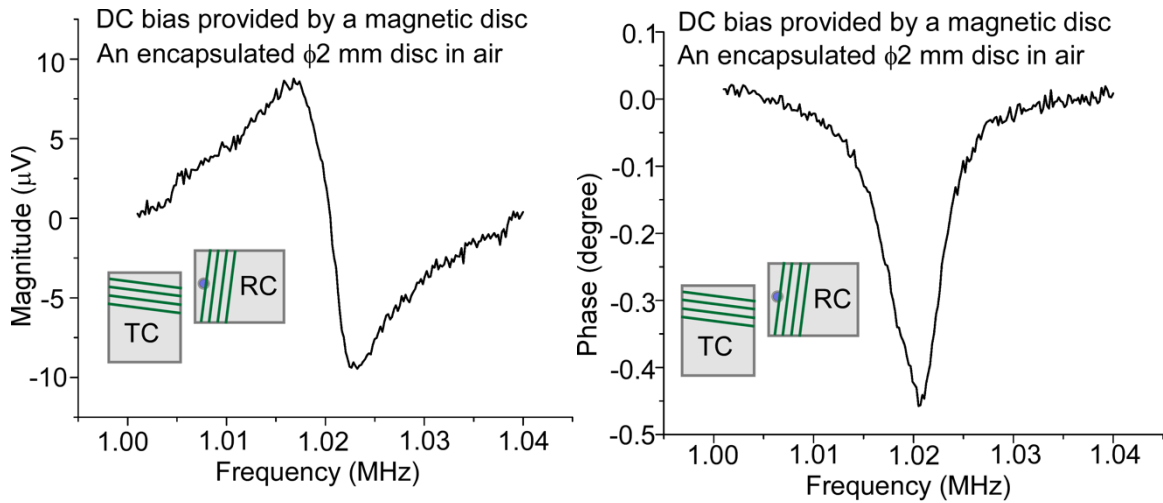 DC bias provided by a magnetic disc
An encapsulated ϕ2 mm disc in air
10
5
0
-5
-10
Magnitude (μV)
TC
RC
1.00 1.01 1.02 1.03 1.04
Frequency (MHz)
DC bias provided by a magnetic disc
An encapsulated ϕ2 mm disc in air
0.1
0.0
-0.1
-0.2
-0.3
-0.4
-0.5
Phase (degree)
TC
RC
1.00 1.01 1.02 1.03 1.04
Frequency (MHz)